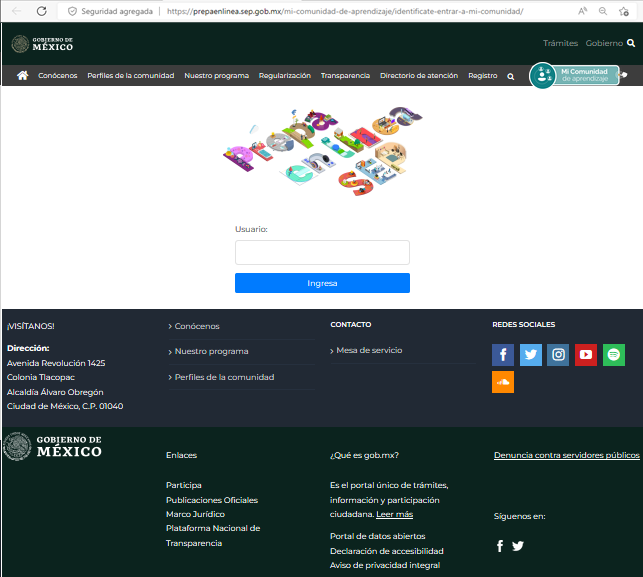 Seguridad agregada | https://prepaenlinea.sep.gob.mx/mi-comunidad-de-aprendizaje/identificate-entrar-a-mi-comunidad/
GOBIERNO DE
MÉXICO
Trámites Gobierno
Conócenos Perfiles de la comunidad Nuestro programa Regularización Transparencia Directorio de atención Registro
Mi Comunidad
de aprendizaje
Usuario:
Ingresa
¡VISÍTANOS!
Dirección:
Avenida Revolución 1425
Colonia Tlacopac
Alcaldía Álvaro Obregón
Ciudad de México, C.P. 01040
Conócenos
Nuestro programa
Perfiles de la comunidad
CONTACTO
Mesa de servicio
REDES SOCIALES
GOBIERNO DE
MÉXICO
Enlaces
Participa
Publicaciones Oficiales
Marco Jurídico
Plataforma Nacional de
Transparencia
¿Qué es gob.mx?
Es el portal único de trámites,
información y participación
ciudadana. Leer más
Portal de datos abiertos
Declaración de accesibilidad
Aviso de privacidad integral
Denuncia contra servidores públicos
Síguenos en: